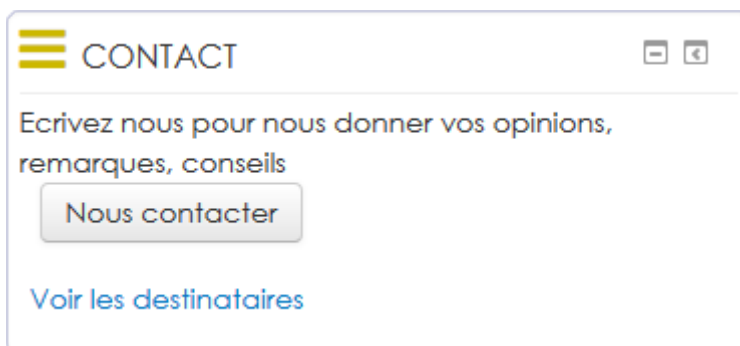 CONTACT
Ecrivez nous pour nous donner vos opinions,
remarques, conseils
Nous contacter
Voir les destinataires